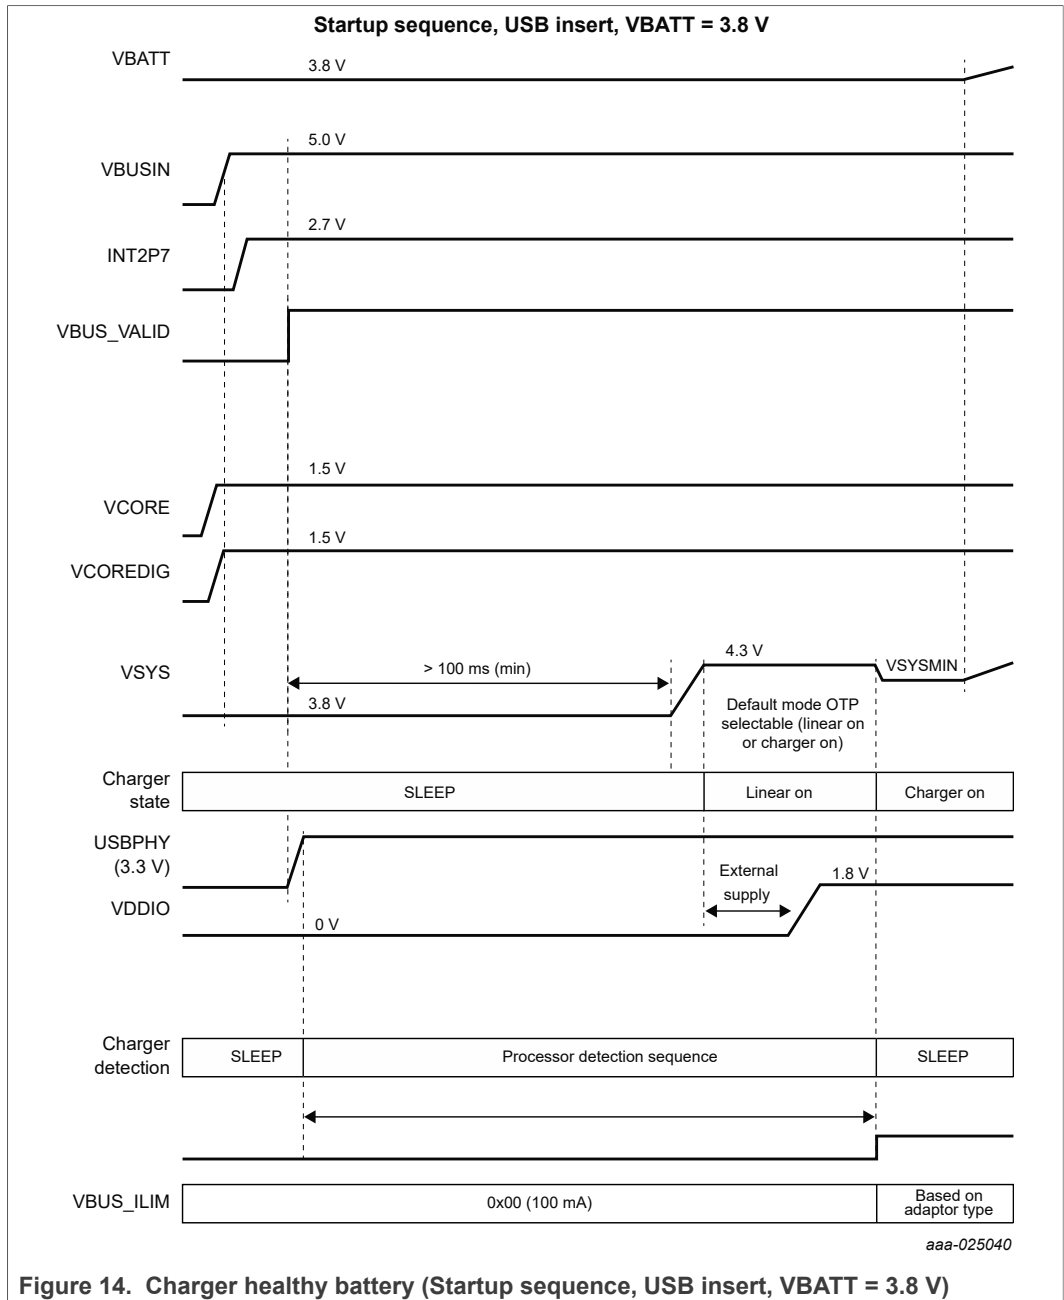 Startup sequence, USB insert, VBATT = 3.8 V
VBATT
3.8 V
VBUSIN
5.0 V
INT2P7
2.7 V
VBUS_VALID
VCORE
1.5 V
VCOREDIG
1.5 V
VSYS
> 100 ms (min)
3.8 V
4.3 V
VSYSMIN
Default mode OTP
selectable (linear on
or charger on)
Charger
state
SLEEP
Linear on
Charger on
USBPHY
(3.3 V)
External
supply
1.8 V
VDDIO
0 V
Charger
detection
SLEEP
Processor detection sequence
SLEEP
VBUS_ILIM
0x00 (100 mA)
Based on
adaptor type
aaa-025040
Figure 14. Charger healthy battery (Startup sequence, USB insert, VBATT = 3.8 V)